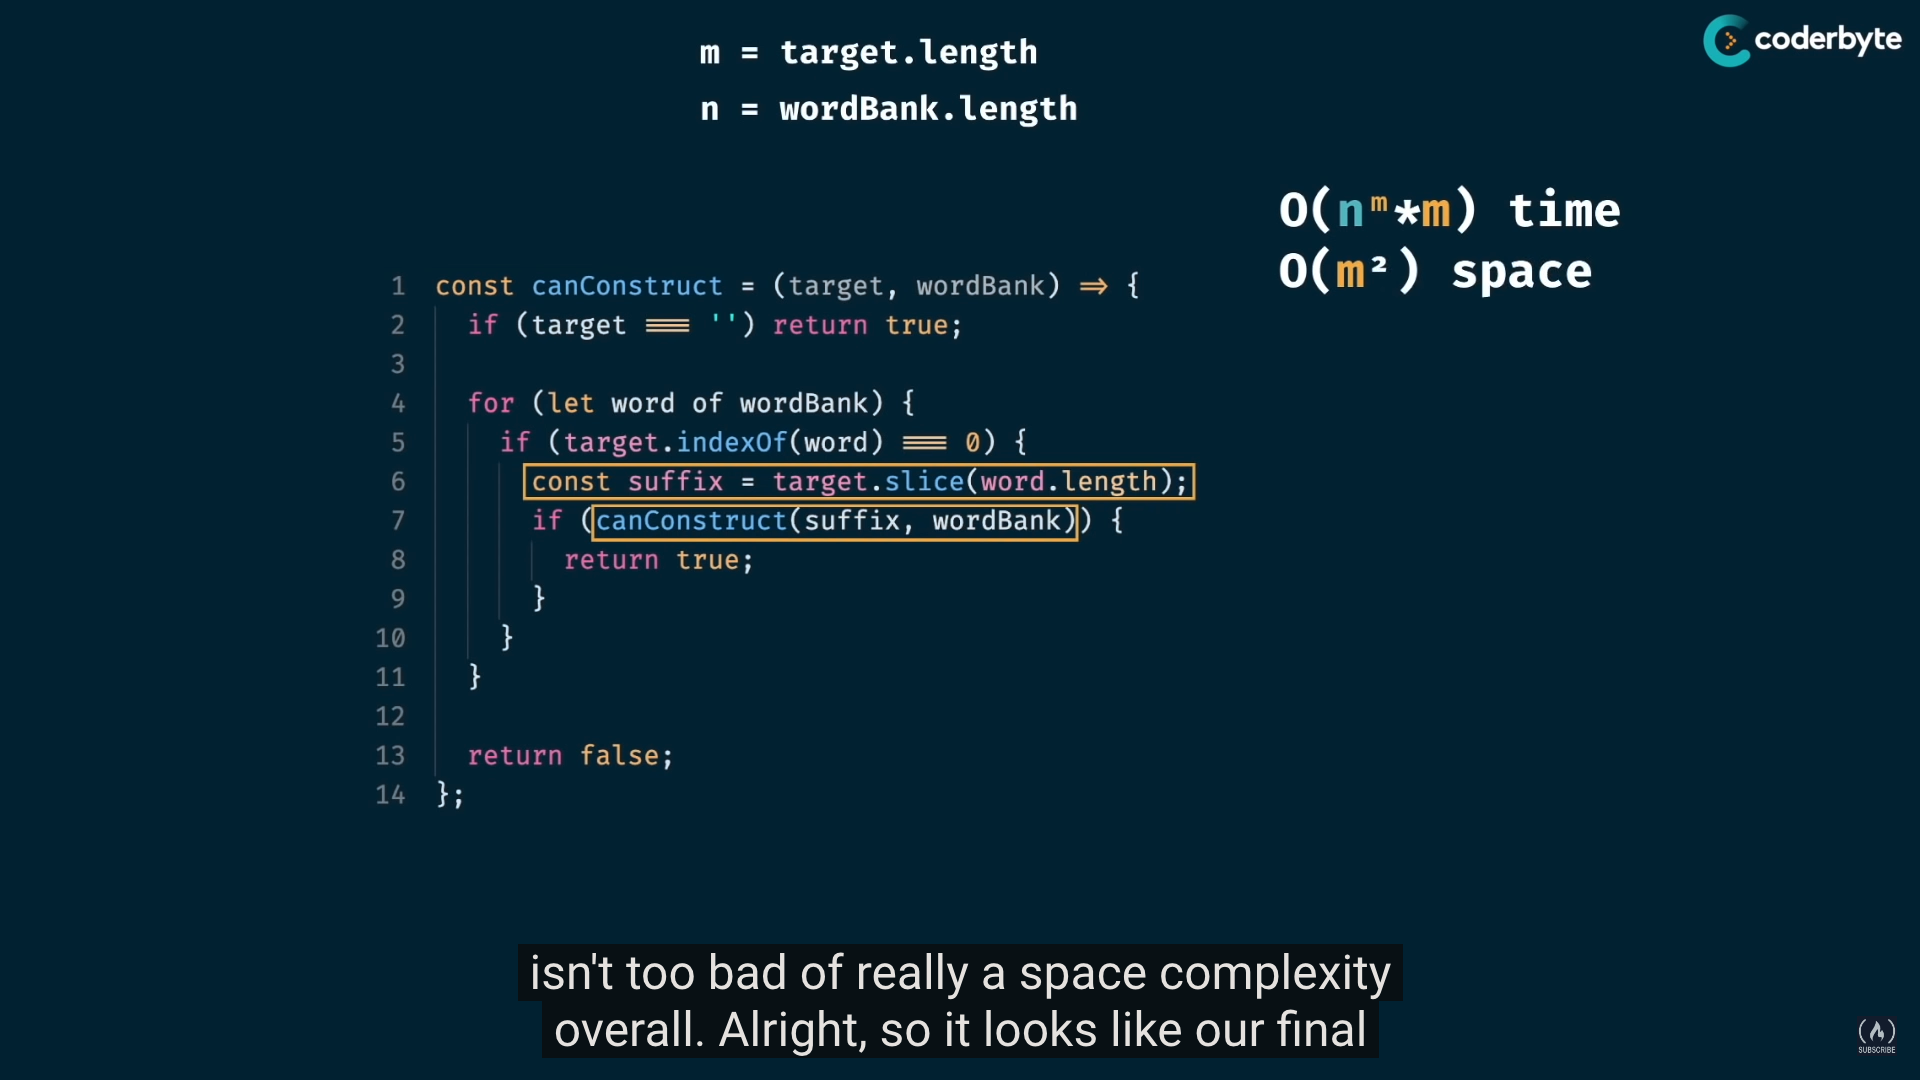 coderbyte
m = target.length
n = wordBank.length
O(nᵐ*m) time
O(m²) space
1 const canConstruct = (target, wordBank) => {
2 if (target === '') return true;
3
4 for (let word of wordBank) {
5 if (target.indexOf(word) === 0) {
6 const suffix = target.slice(word.length);
7 if (canConstruct(suffix, wordBank)) {
8 return true;
9 }
10 }
11 }
12
13 return false;
14 };
isn't too bad of really a space complexity
overall. Alright, so it looks like our final
SUBSCRIBE